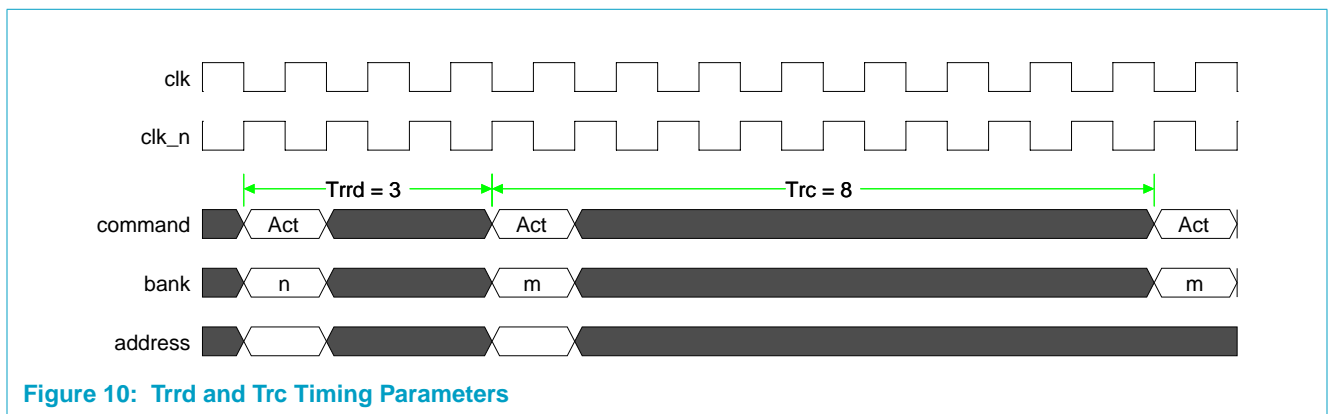 clk
clk_n
Trrd = 3 Trc = 8
command Act Act Act
bank n m m
address
Figure 10: Trrd and Trc Timing Parameters